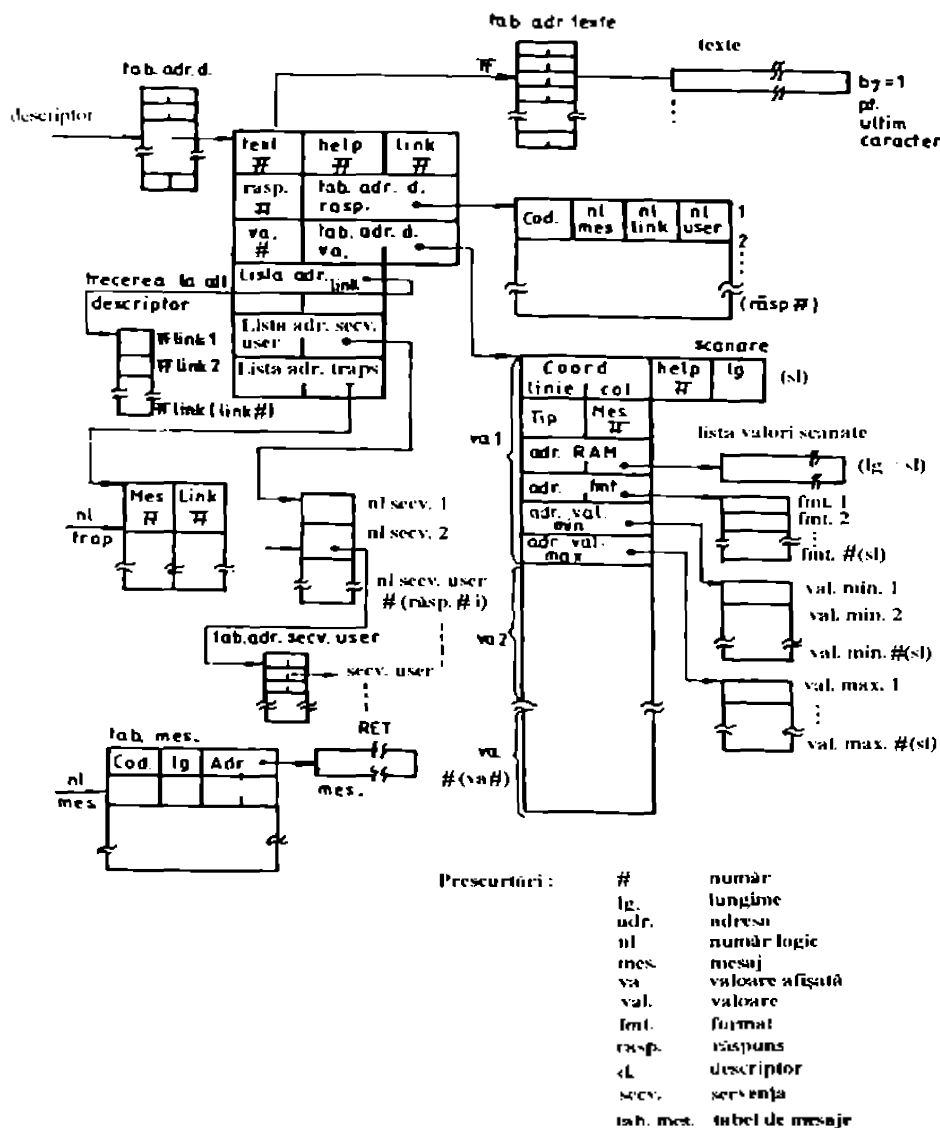 tab adr texte
texte
#
b7=1
pt.
ultim
caracter
tab. adr. d.
descriptor
text #
help #
link #
rasp. #
tab. adr. d. rasp.
va. #
tab. adr. d. va.
Lista adr. link
Lista adr. secv. user
Lista adr. traps
Cod.
nl mes
nl link
nl user
1
2
(răsp #)
trecerea la alt
descriptor
# link 1
# link 2
# link (link #)
scanare
Coord
linie col
help #
lg
(sl)
Tip
Mes. #
adr. RAM
adr. fmt
adr. val. min
adr. val. max
va 1
va 2
va
# (va #)
lista valori scanate
(lg sl)
fmt. 1
fmt. 2
fmt. #(sl)
val. min. 1
val. min. 2
val. min. #(sl)
val. max. 1
val. max. #(sl)
nl
trap
Mes #
Link #
nl secv. 1
nl secv. 2
nl secv. user
# (răsp. # i)
tab. adr. secv. user
secv. user
RET
tab. mes.
Cod.
lg
Adr
nl
mes.
mes.
Prescurtări :
# număr
lg. lungime
adr. adresa
nl număr logic
mes. mesaj
va valoare afişată
val. valoare
fmt. format
rasp. răspuns
d. descriptor
secv. servenţa
tab. mes. tabel de mesaje